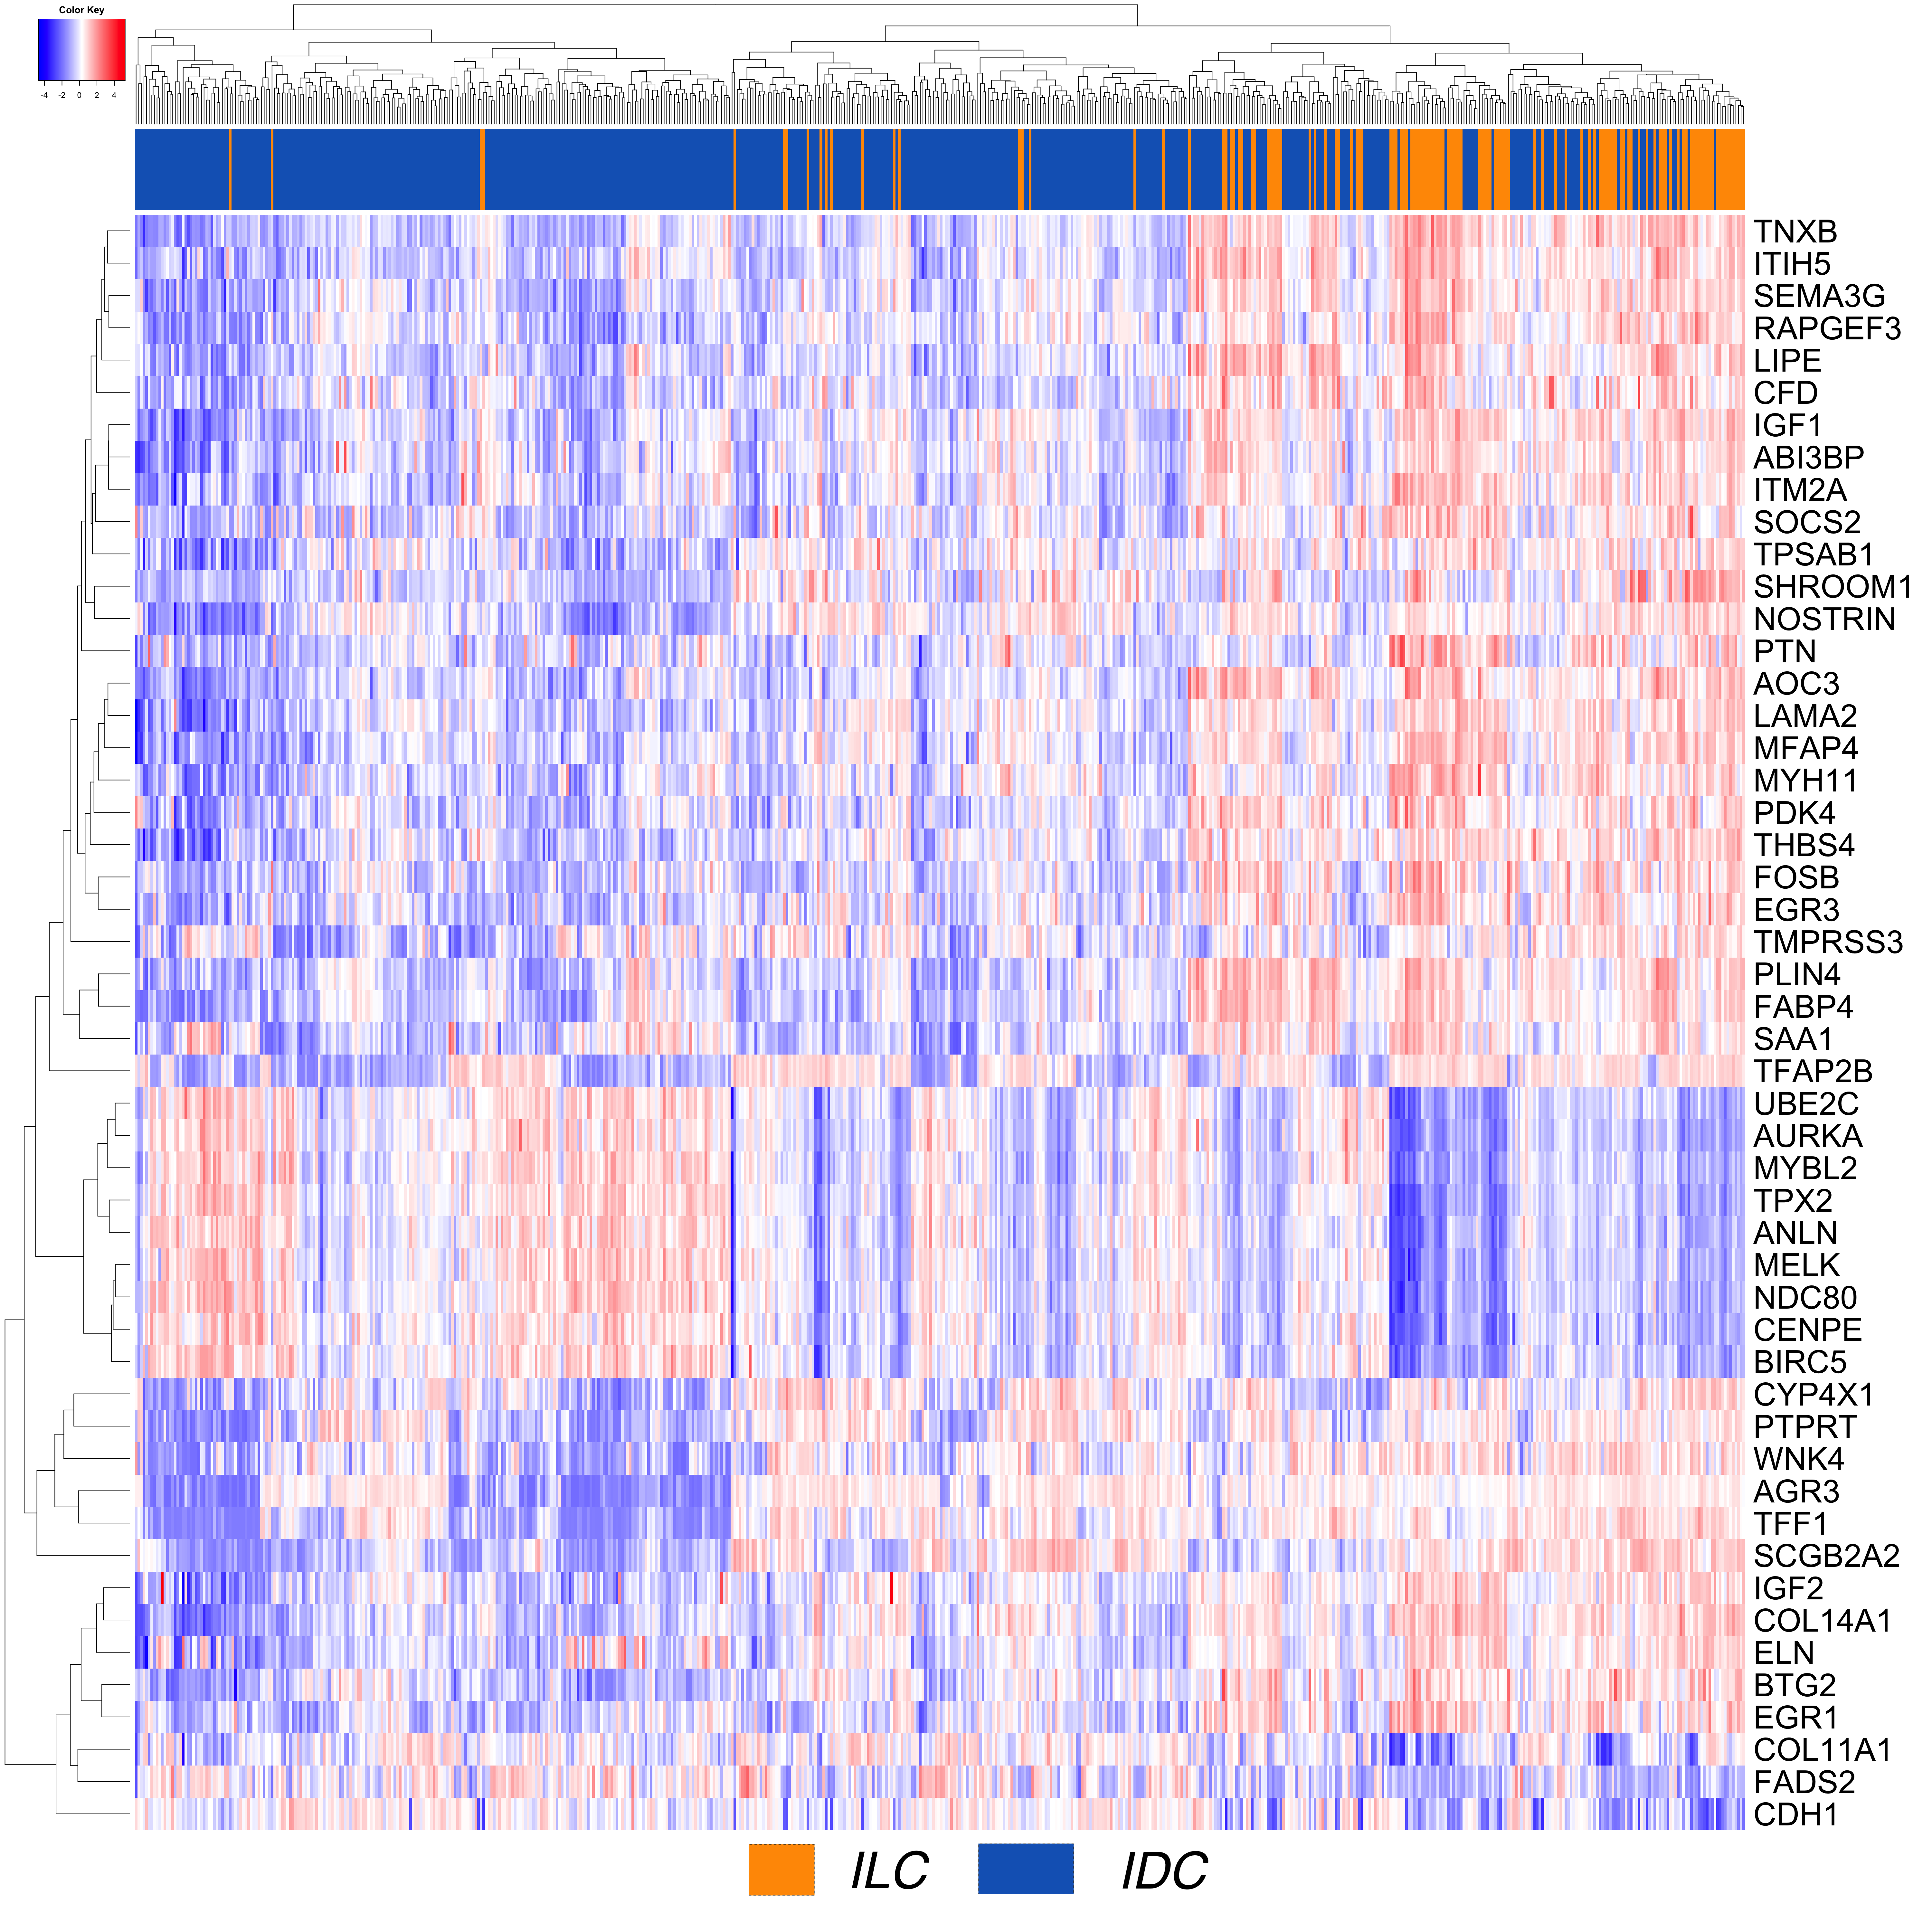 Color Key
-4 -2 0 2 4
TNXB
ITIH5
SEMA3G
RAPGEF3
LIPE
CFD
IGF1
ABI3BP
ITM2A
SOCS2
TPSAB1
SHROOM1
NOSTRIN
PTN
AOC3
LAMA2
MFAP4
MYH11
PDK4
THBS4
FOSB
EGR3
TMPRSS3
PLIN4
FABP4
SAA1
TFAP2B
UBE2C
AURKA
MYBL2
TPX2
ANLN
MELK
NDC80
CENPE
BIRC5
CYP4X1
PTPRT
WNK4
AGR3
TFF1
SCGB2A2
IGF2
COL14A1
ELN
BTG2
EGR1
COL11A1
FADS2
CDH1
ILC IDC